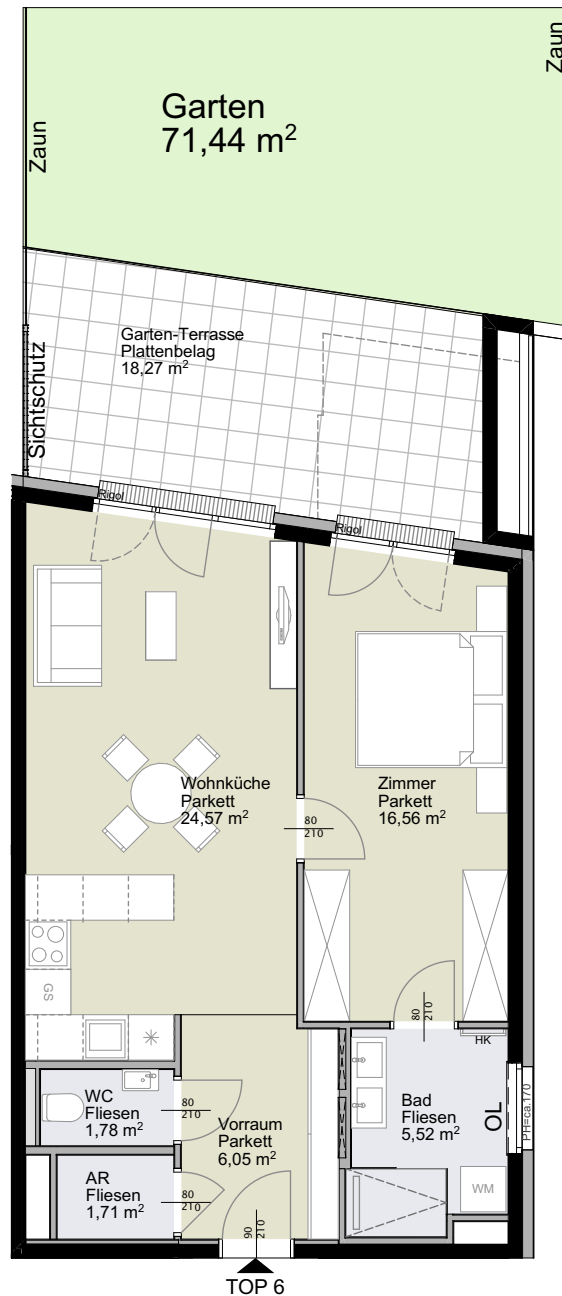 Zaun
Zaun
Garten
71,44 m²
Garten-Terrasse
Plattenbelag
18,27 m²
Sichtschutz
Rigol
Rigol
Wohnküche
Parkett
24,57 m²
Zimmer
Parkett
16,56 m²
80
210
GS
80
210
HK
WC
Fliesen
1,78 m²
80
210
Vorraum
Parkett
6,05 m²
Bad
Fliesen
5,52 m²
OL
PH=ca.170
AR
Fliesen
1,71 m²
80
210
WM
90
210
TOP 6